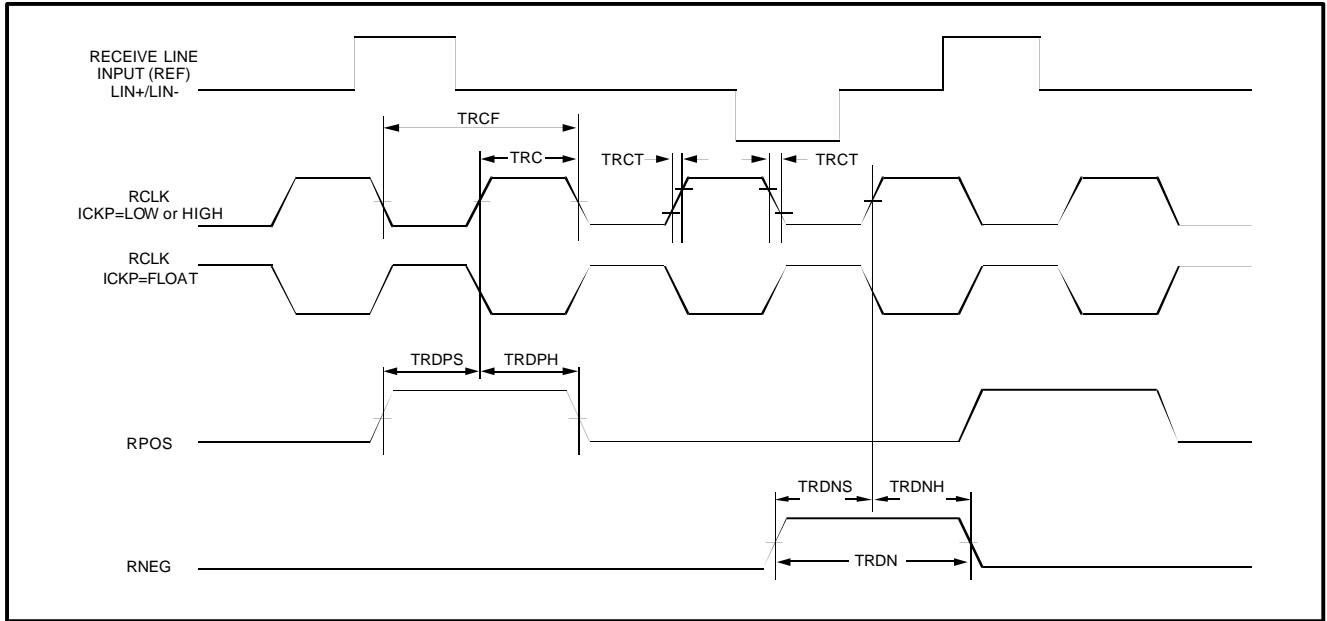 RECEIVE LINE
INPUT (REF)
LIN+/LIN-
TRCF
TRC
TRCT
TRCT
RCLK
ICKP=LOW or HIGH
RCLK
ICKP=FLOAT
TRDPS
TRDPH
RPOS
TRDNS
TRDNH
TRDN
RNEG